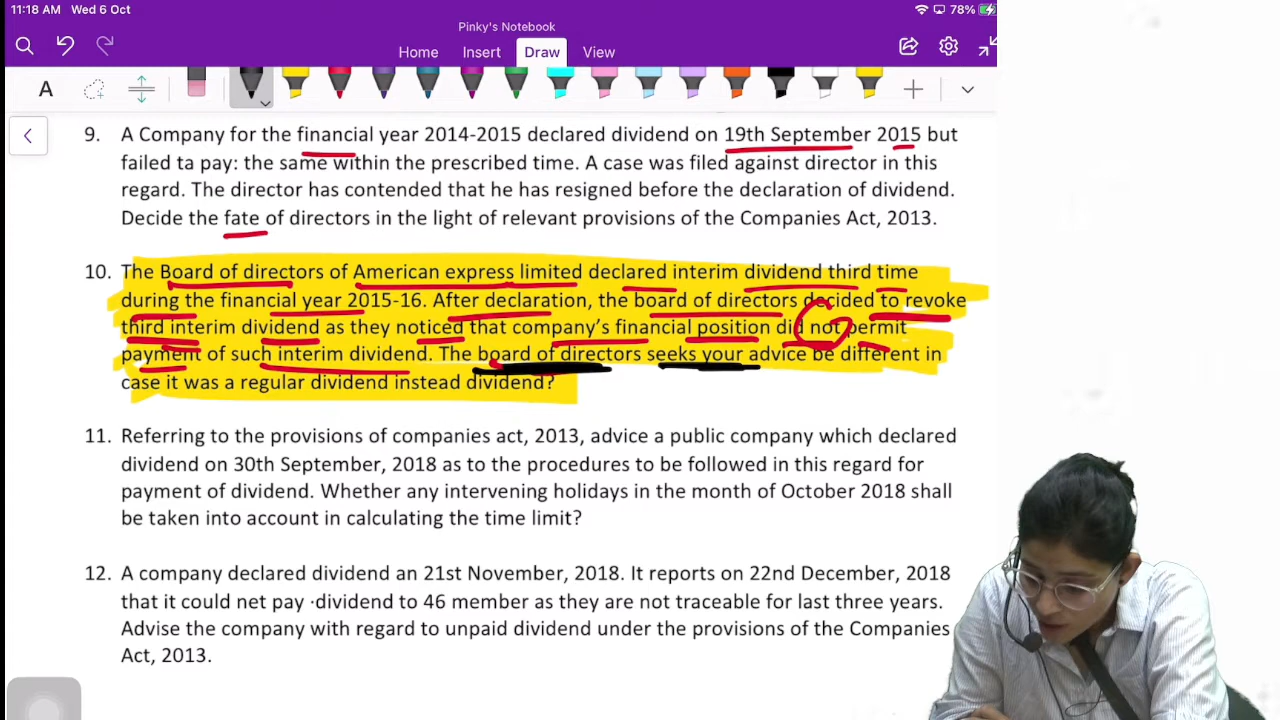 11:18 AM Wed 6 Oct
78%
Pinky's Notebook
Home Insert Draw View
A
9. A Company for the financial year 2014-2015 declared dividend on 19th September 2015 but
failed ta pay: the same within the prescribed time. A case was filed against director in this
regard. The director has contended that he has resigned before the declaration of dividend.
Decide the fate of directors in the light of relevant provisions of the Companies Act, 2013.
10. The Board of directors of American express limited declared interim dividend third time
during the financial year 2015-16. After declaration, the board of directors decided to revoke
third interim dividend as they noticed that company's financial position did not permit
payment of such interim dividend. The board of directors seeks your advice be different in
case it was a regular dividend instead dividend?
11. Referring to the provisions of companies act, 2013, advice a public company which declared
dividend on 30th September, 2018 as to the procedures to be followed in this regard for
payment of dividend. Whether any intervening holidays in the month of October 2018 shall
be taken into account in calculating the time limit?
12. A company declared dividend an 21st November, 2018. It reports on 22nd December, 2018
that it could net pay ·dividend to 46 member as they are not traceable for last three years.
Advise the company with regard to unpaid dividend under the provisions of the Companies
Act, 2013.